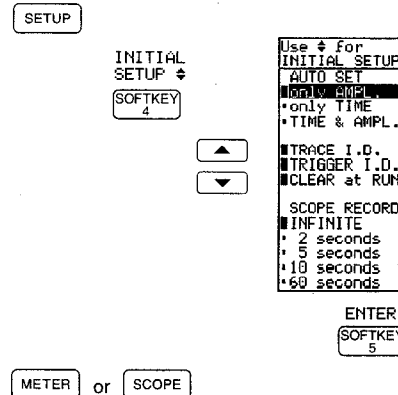 SETUP
INITIAL
SETUP
SOFTKEY
4
Use for
INITIAL SETUP
AUTO SET
only AMPL.
only TIME
TIME & AMPL.
TRACE I.D.
TRIGGER I.D.
CLEAR at RUN
SCOPE RECORD
INFINITE
2 seconds
5 seconds
10 seconds
60 seconds
ENTER
SOFTKEY
5
METER or SCOPE